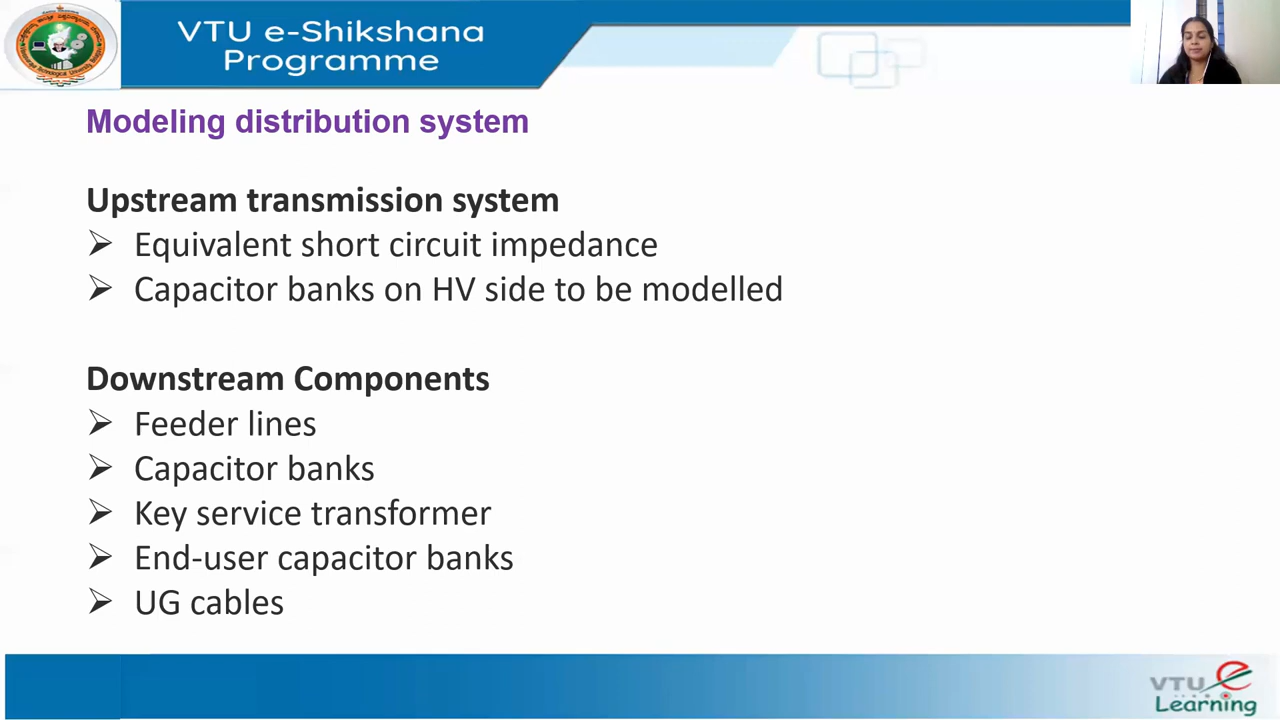 VTU e-Shikshana
Programme
Modeling distribution system
Upstream transmission system
➢ Equivalent short circuit impedance
➢ Capacitor banks on HV side to be modelled
Downstream Components
➢ Feeder lines
➢ Capacitor banks
➢ Key service transformer
➢ End-user capacitor banks
➢ UG cables
VTU e
Learning